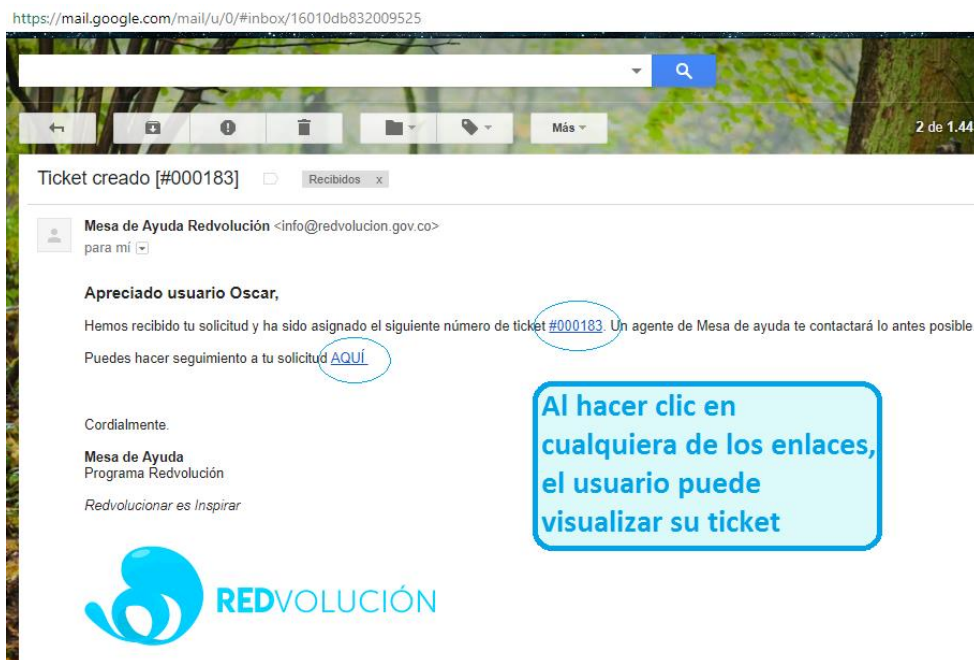 https://mail.google.com/mail/u/0/#inbox/16010db832009525
Más
2 de 1.44
Ticket creado [#000183]
Recibidos x
Mesa de Ayuda Redvolución <info@redvolucion.gov.co>
para mí
Apreciado usuario Oscar,
Hemos recibido tu solicitud y ha sido asignado el siguiente número de ticket #000183. Un agente de Mesa de ayuda te contactará lo antes posible
Puedes hacer seguimiento a tu solicitud AQUÍ
Al hacer clic en
cualquiera de los enlaces,
el usuario puede
visualizar su ticket
Cordialmente.
Mesa de Ayuda
Programa Redvolución
Redvolucionar es Inspirar
REDVOLUCIÓN